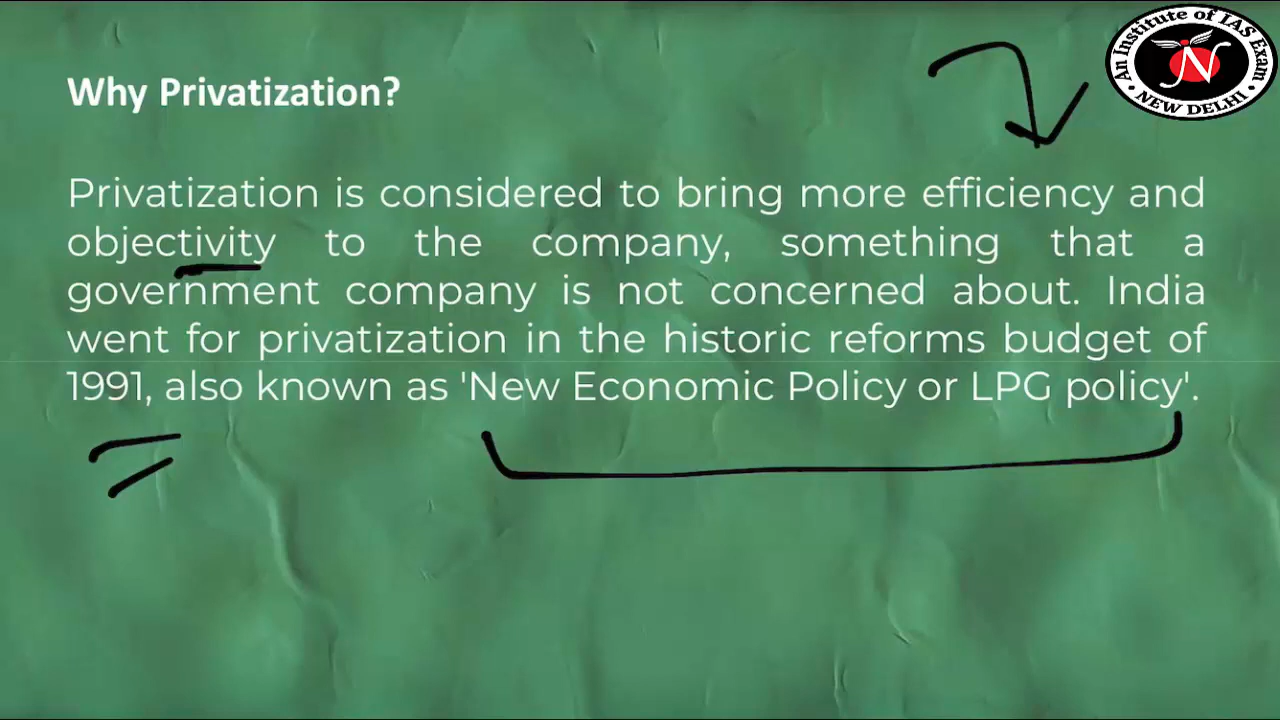 An Institute of IAS Exam
N
• NEW DELHI •
Why Privatization?
Privatization is considered to bring more efficiency and
objectivity to the company, something that a
government company is not concerned about. India
went for privatization in the historic reforms budget of
1991, also known as 'New Economic Policy or LPG policy'.